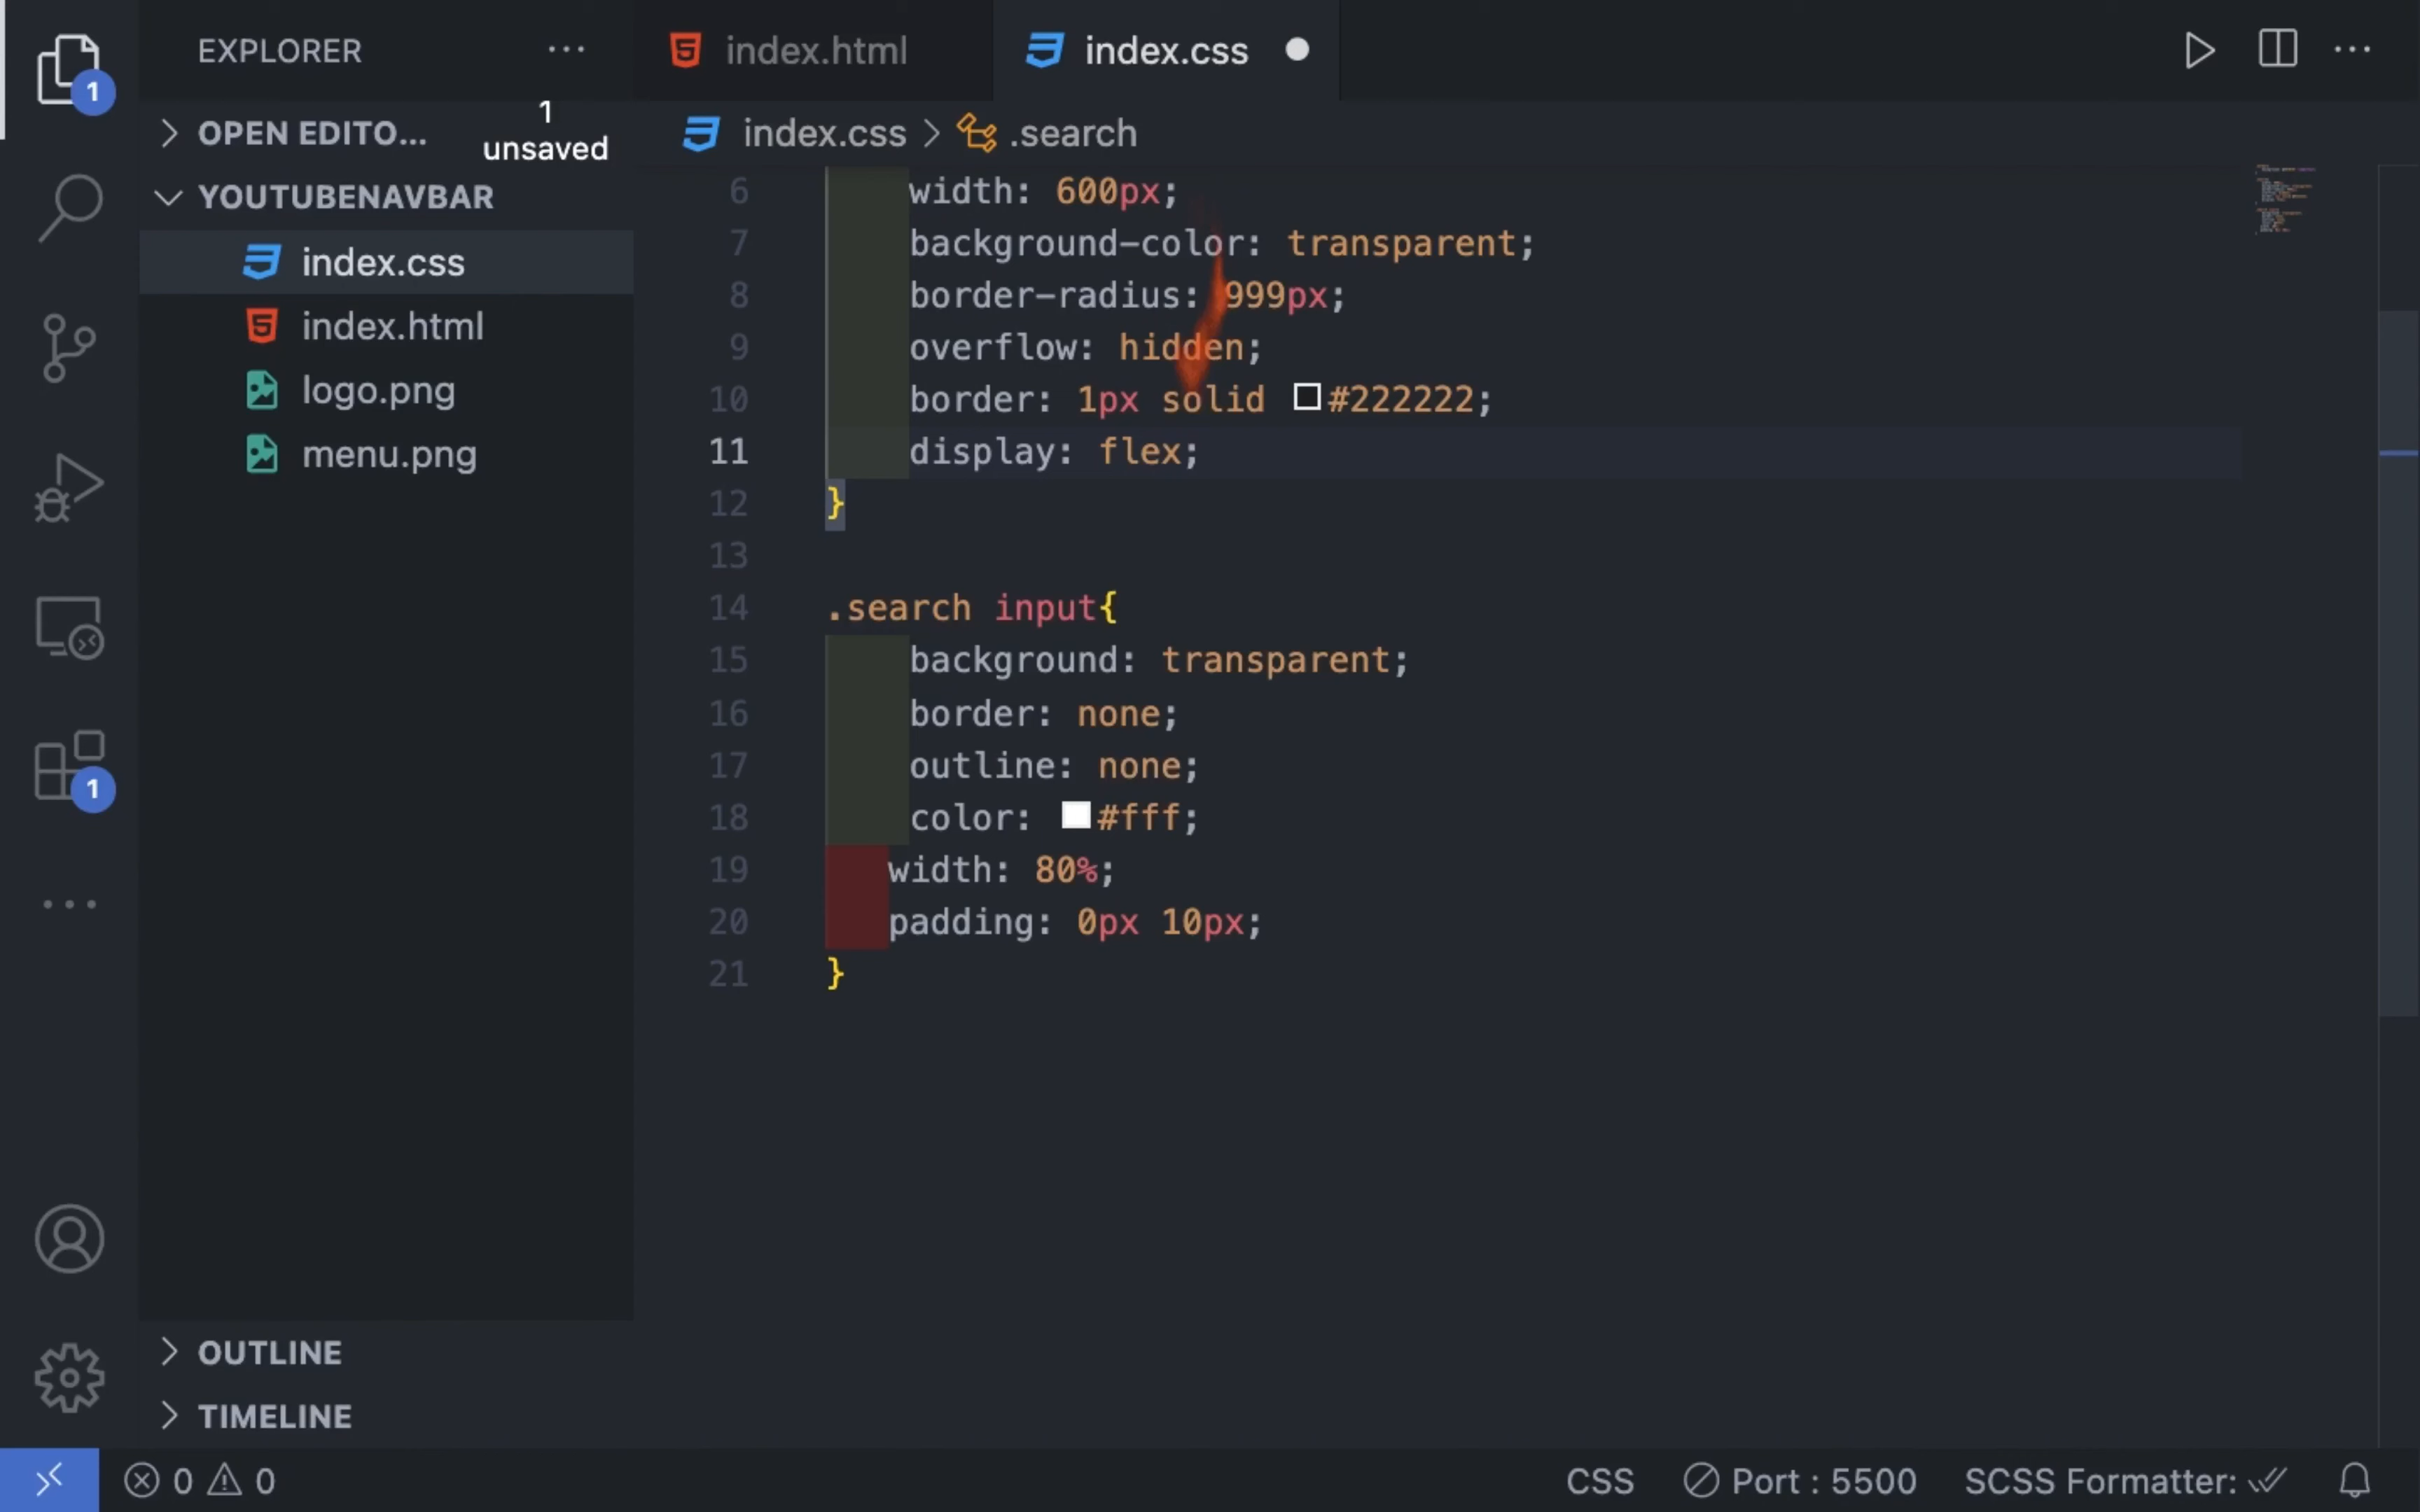 EXPLORER
1
OPEN EDITO...
1
unsaved
YOUTUBENAVBAR
index.css
index.html
logo.png
menu.png
1
OUTLINE
TIMELINE
index.html
index.css
index.css > .search
6 width: 600px;
7 background-color: transparent;
8 border-radius: 999px;
9 overflow: hidden;
10 border: 1px solid #222222;
11 display: flex;
12 }
13
14 .search input{
15 background: transparent;
16 border: none;
17 outline: none;
18 color: #fff;
19 width: 80%;
20 padding: 0px 10px;
21 }
0 0
CSS
Port : 5500
SCSS Formatter: